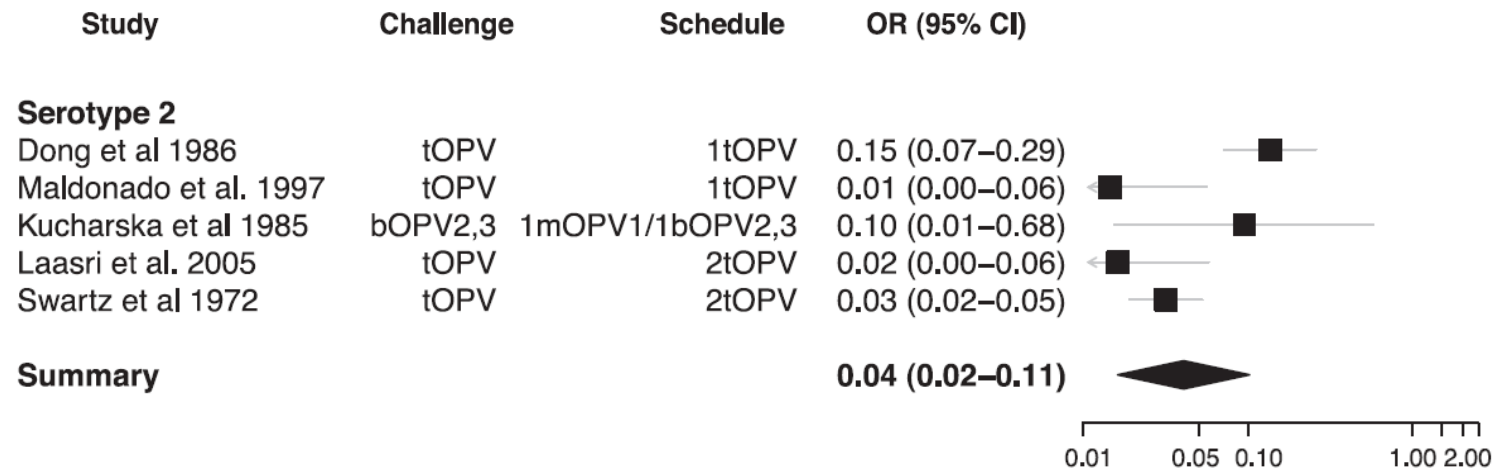 Study Challenge Schedule OR (95% CI)
Serotype 2
Dong et al 1986 tOPV 1tOPV 0.15 (0.07–0.29)
Maldonado et al. 1997 tOPV 1tOPV 0.01 (0.00–0.06)
Kucharska et al 1985 bOPV2,3 1mOPV1/1bOPV2,3 0.10 (0.01–0.68)
Laasri et al. 2005 tOPV 2tOPV 0.02 (0.00–0.06)
Swartz et al 1972 tOPV 2tOPV 0.03 (0.02–0.05)
Summary 0.04 (0.02–0.11)
0.01 0.05 0.10 1.00 2.00